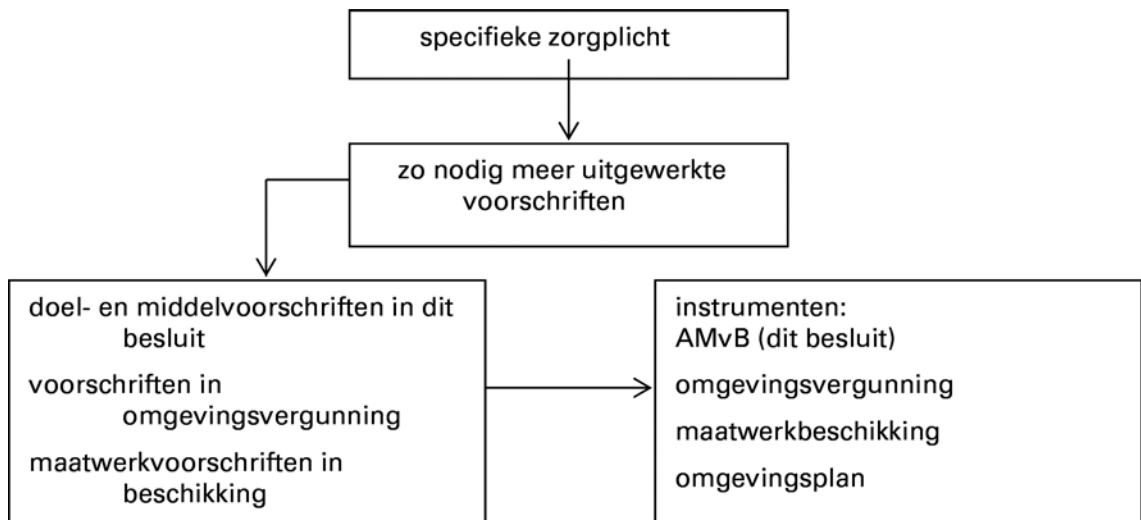 specifieke zorgplicht
zo nodig meer uitgewerkte
voorschriften
doel- en middelvoorschriften in dit
besluit
voorschriften in
omgevingsvergunning
maatwerkvoorschriften in
beschikking
instrumenten:
AMvB (dit besluit)
omgevingsvergunning
maatwerkbeschikking
omgevingsplan